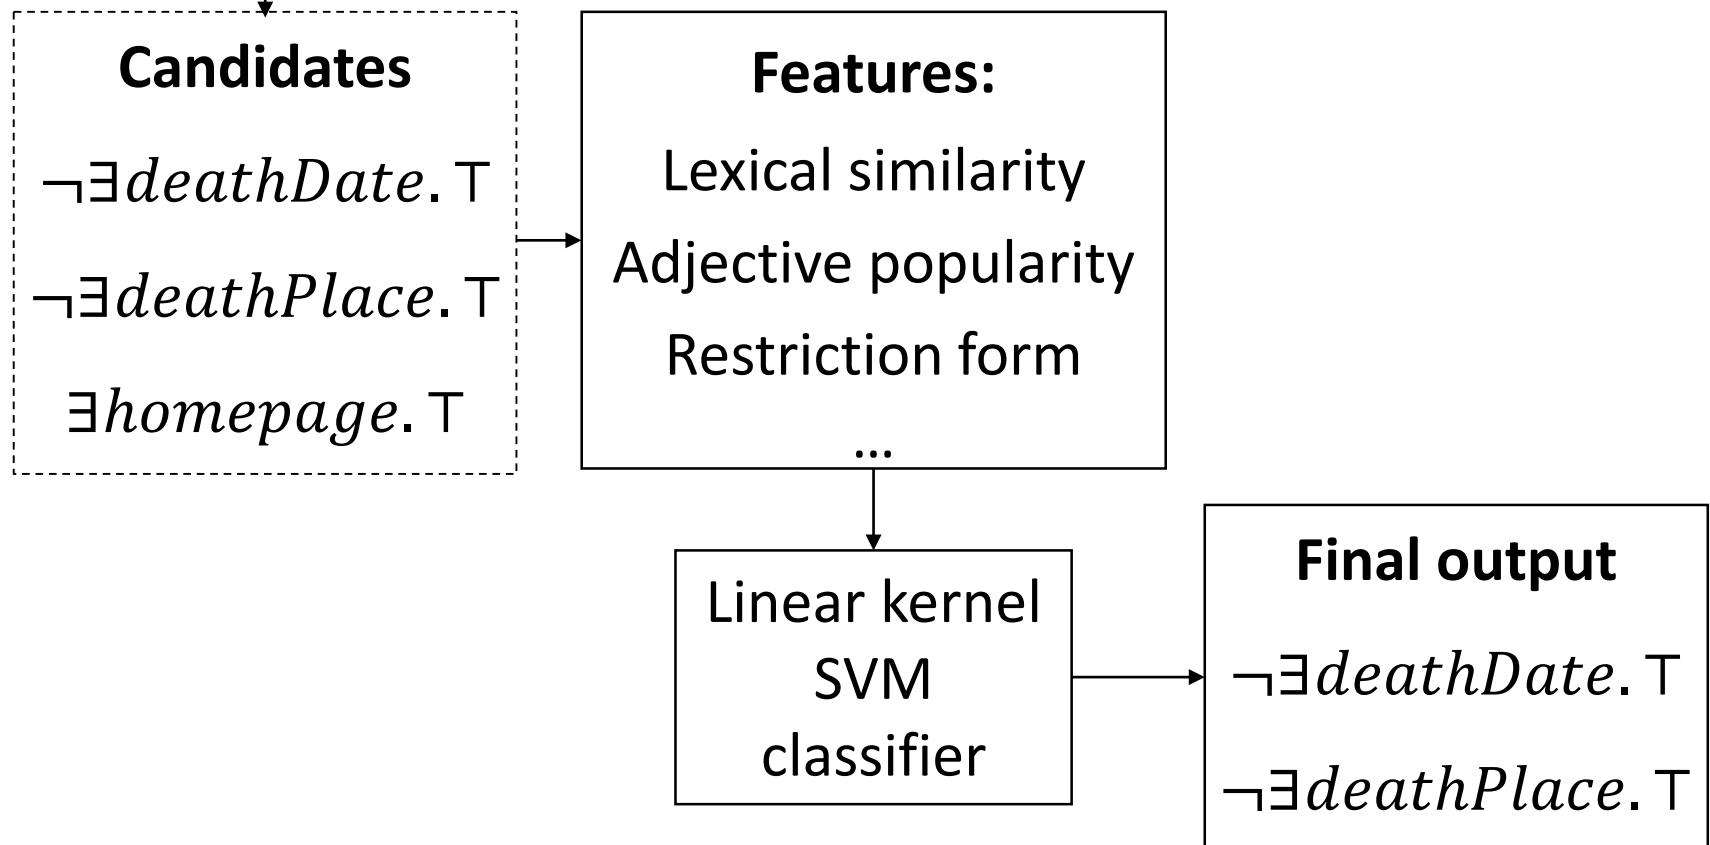 Candidates
¬∃deathDate.⊤
¬∃deathPlace.⊤
∃homepage.⊤
Features:
Lexical similarity
Adjective popularity
Restriction form
...
Linear kernel
SVM
classifier
Final output
¬∃deathDate.⊤
¬∃deathPlace.⊤